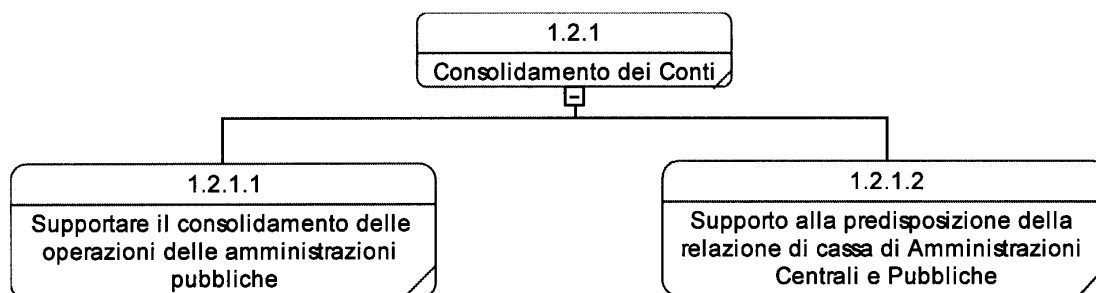 1.2.1
Consolidamento dei Conti
1.2.1.1
Supportare il consolidamento delle
operazioni delle amministrazioni
pubbliche
1.2.1.2
Supporto alla predisposizione della
relazione di cassa di Amministrazioni
Centrali e Pubbliche